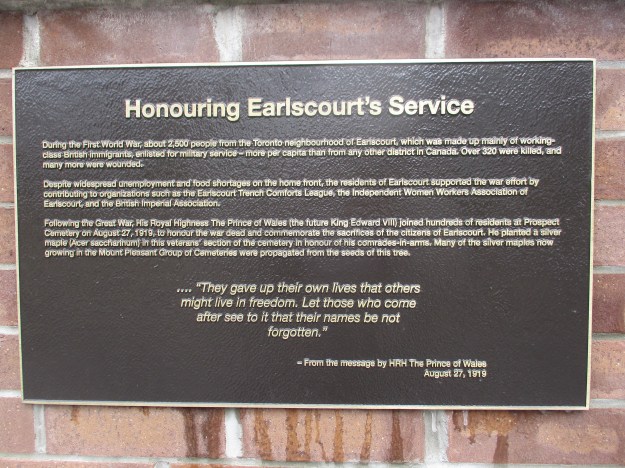 Honouring Earlscourt's Service
During the First World War, about 2,500 people from the Toronto neighbourhood of Earlscourt, which was made up mainly of working-
class British immigrants, enlisted for military service – more per capita than from any other district in Canada. Over 320 were killed, and
many more were wounded.
Despite widespread unemployment and food shortages on the home front, the residents of Earlscourt supported the war effort by
contributing to organizations such as the Earlscourt Trench Comforts League, the Independent Women Workers Association of
Earlscourt, and the British Imperial Association.
Following the Great War, His Royal Highness The Prince of Wales (the future King Edward VIII) joined hundreds of residents at Prospect
Cemetery on August 27, 1919, to honour the war dead and commemorate the sacrifices of the citizens of Earlscourt. He planted a silver
maple (Acer saccharinum) in this veterans' section of the cemetery in honour of his comrades-in-arms. Many of the silver maples now
growing in the Mount Pleasant Group of Cemeteries were propagated from the seeds of this tree.
.... "They gave up their own lives that others
might live in freedom. Let those who come
after see to it that their names be not
forgotten."
– From the message by HRH The Prince of Wales
August 27, 1919